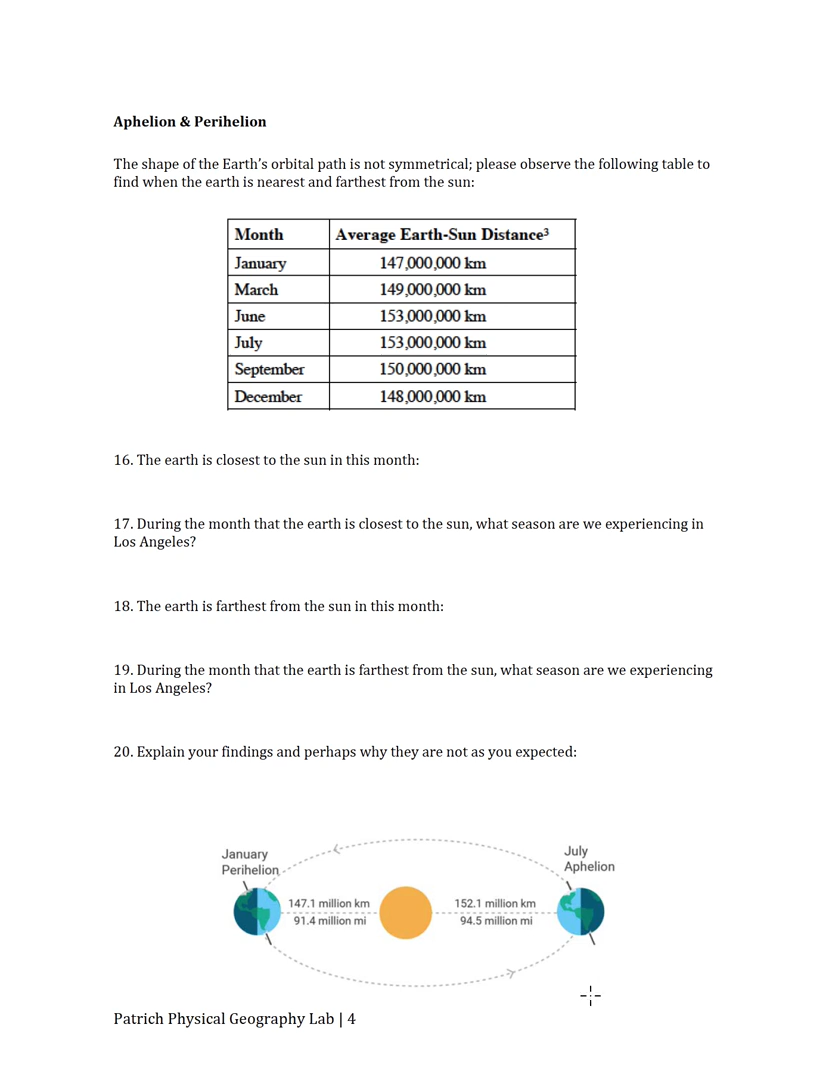 Aphelion & Perihelion
The shape of the Earth's orbital path is not symmetrical; please observe the following table to
find when the earth is nearest and farthest from the sun:
Month Average Earth-Sun Distance³
January 147,000,000 km
March 149,000,000 km
June 153,000,000 km
July 153,000,000 km
September 150,000,000 km
December 148,000,000 km
16. The earth is closest to the sun in this month:
17. During the month that the earth is closest to the sun, what season are we experiencing in
Los Angeles?
18. The earth is farthest from the sun in this month:
19. During the month that the earth is farthest from the sun, what season are we experiencing
in Los Angeles?
20. Explain your findings and perhaps why they are not as you expected:
January
Perihelion
July
Aphelion
147.1 million km
91.4 million mi
152.1 million km
94.5 million mi
Patrich Physical Geography Lab | 4